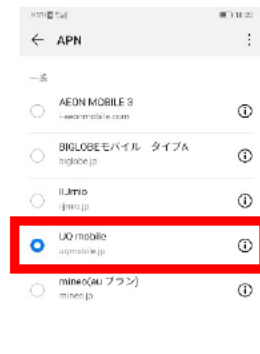 18:20
APN
一般
AEON MOBILE 3
i-aeonmobile.com
BIGLOBEモバイル タイプA
biglobe.jp
IIJmio
iijmio.jp
UQ mobile
uqmobile.jp
mineo(au プラン)
mineo.jp